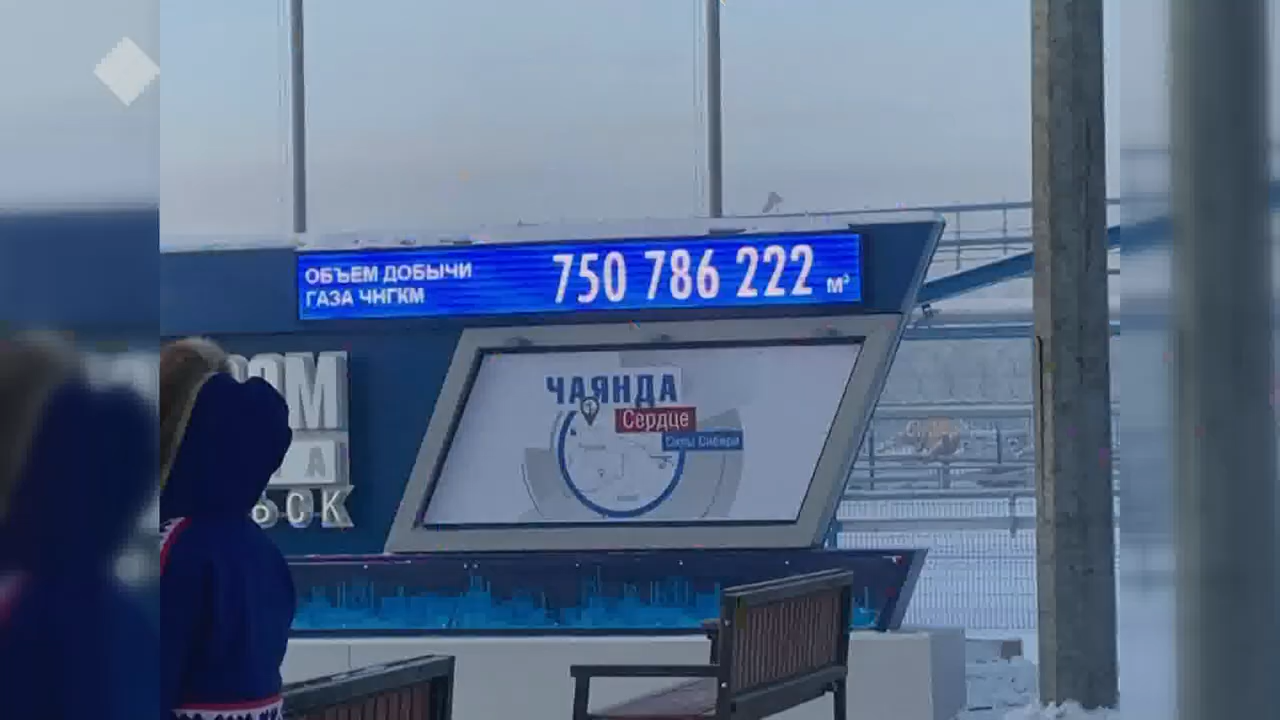 ОБЪЕМ ДОБЫЧИ
ГАЗА ЧНГКМ
750 786 222 м³
ЧАЯНДА
Сердце
Силы Сибири